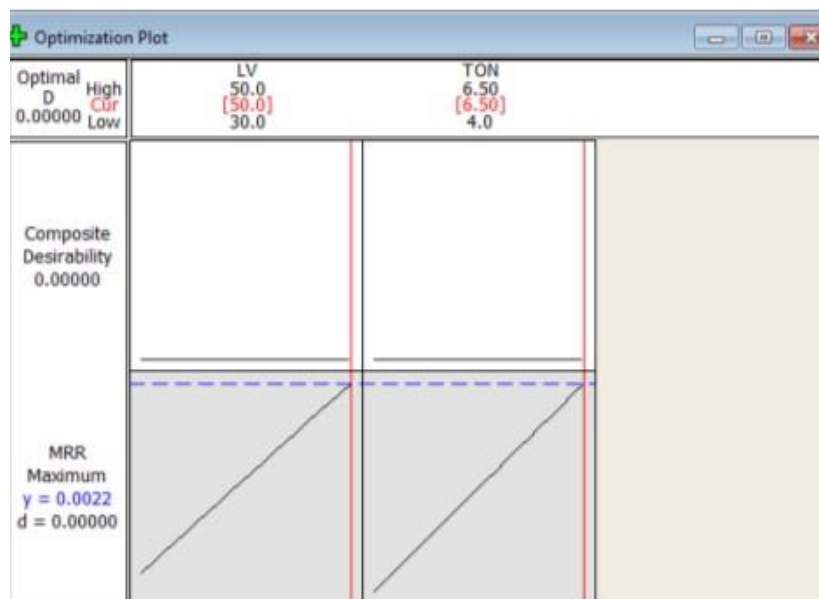 Optimization Plot
Optimal
D
0.00000
High
Cur
Low
LV
50.0
[50.0]
30.0
TON
6.50
[6.50]
4.0
Composite
Desirability
0.00000
MRR
Maximum
y = 0.0022
d = 0.00000